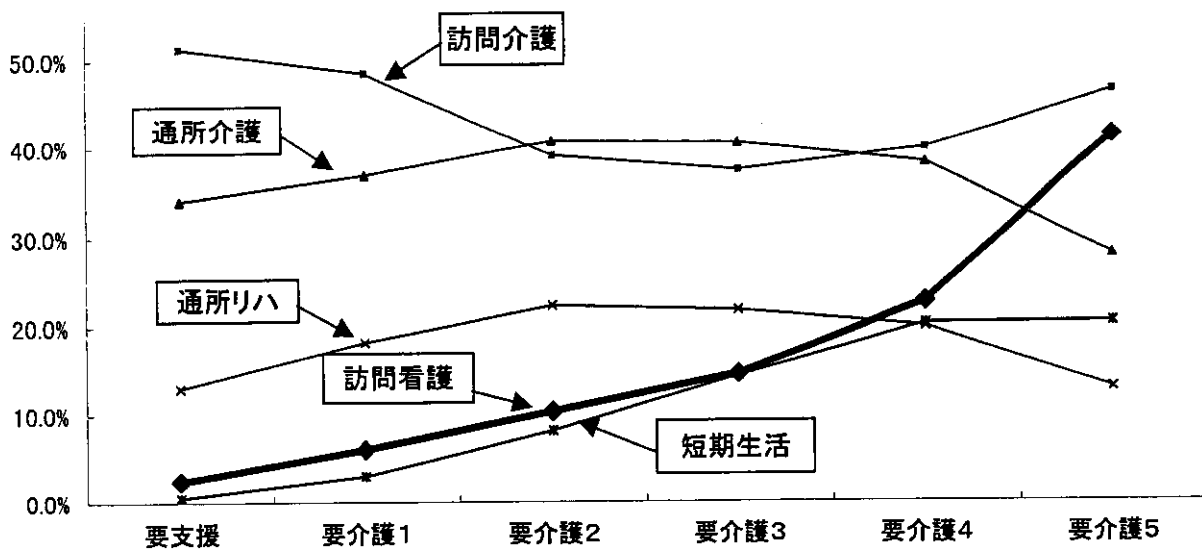 訪問介護
50.0%
通所介護
40.0%
30.0%
通所リハ
20.0%
訪問看護
10.0%
短期生活
0.0%
要支援 要介護1 要介護2 要介護3 要介護4 要介護5